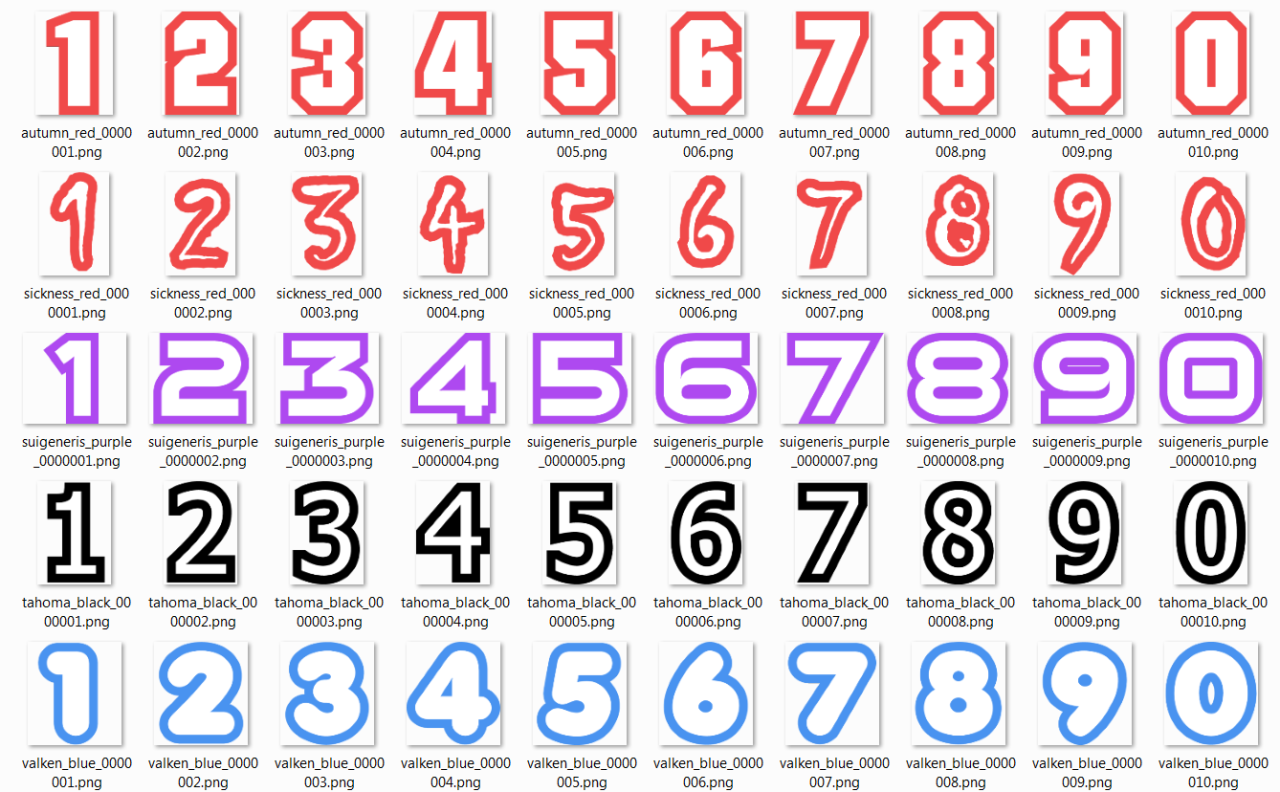 1 2 3 4 5 6 7 8 9 0
autumn_red_0000 autumn_red_0000 autumn_red_0000 autumn_red_0000 autumn_red_0000 autumn_red_0000 autumn_red_0000 autumn_red_0000 autumn_red_0000 autumn_red_0000
001.png 002.png 003.png 004.png 005.png 006.png 007.png 008.png 009.png 010.png
1 2 3 4 5 6 7 8 9 0
sickness_red_000 sickness_red_000 sickness_red_000 sickness_red_000 sickness_red_000 sickness_red_000 sickness_red_000 sickness_red_000 sickness_red_000 sickness_red_000
0001.png 0002.png 0003.png 0004.png 0005.png 0006.png 0007.png 0008.png 0009.png 0010.png
1 2 3 4 5 6 7 8 9 0
suigeneris_purple suigeneris_purple suigeneris_purple suigeneris_purple suigeneris_purple suigeneris_purple suigeneris_purple suigeneris_purple suigeneris_purple suigeneris_purple
_0000001.png _0000002.png _0000003.png _0000004.png _0000005.png _0000006.png _0000007.png _0000008.png _0000009.png _0000010.png
1 2 3 4 5 6 7 8 9 0
tahoma_black_00 tahoma_black_00 tahoma_black_00 tahoma_black_00 tahoma_black_00 tahoma_black_00 tahoma_black_00 tahoma_black_00 tahoma_black_00 tahoma_black_00
00001.png 00002.png 00003.png 00004.png 00005.png 00006.png 00007.png 00008.png 00009.png 00010.png
1 2 3 4 5 6 7 8 9 0
valken_blue_0000 valken_blue_0000 valken_blue_0000 valken_blue_0000 valken_blue_0000 valken_blue_0000 valken_blue_0000 valken_blue_0000 valken_blue_0000 valken_blue_0000
001.png 002.png 003.png 004.png 005.png 006.png 007.png 008.png 009.png 010.png